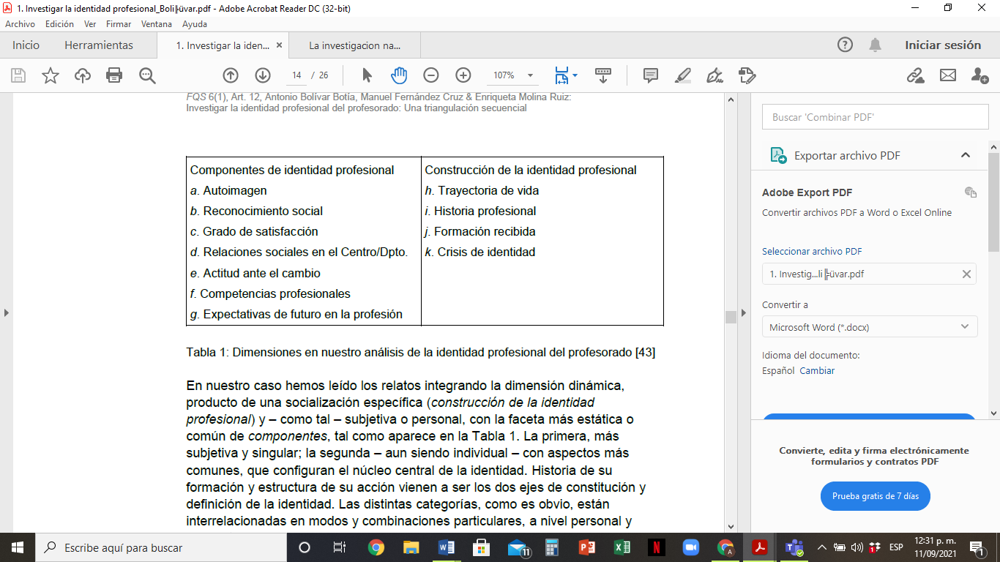 1. Investigar la identidad profesional_Boli╠üvar.pdf - Adobe Acrobat Reader DC (32-bit)
Archivo Edición Ver Firmar Ventana Ayuda
Inicio Herramientas 1. Investigar la iden... × La investigacion na... Iniciar sesión
14 / 26 107%
FQS 6(1), Art. 12, Antonio Bolívar Botía, Manuel Fernández Cruz & Enriqueta Molina Ruiz:
Investigar la identidad profesional del profesorado: Una triangulación secuencial
Componentes de identidad profesional
a. Autoimagen
b. Reconocimiento social
c. Grado de satisfacción
d. Relaciones sociales en el Centro/Dpto.
e. Actitud ante el cambio
f. Competencias profesionales
g. Expectativas de futuro en la profesión
Construcción de la identidad profesional
h. Trayectoria de vida
i. Historia profesional
j. Formación recibida
k. Crisis de identidad
Tabla 1: Dimensiones en nuestro análisis de la identidad profesional del profesorado [43]
En nuestro caso hemos leído los relatos integrando la dimensión dinámica,
producto de una socialización específica (construcción de la identidad
profesional) y – como tal – subjetiva o personal, con la faceta más estática o
común de componentes, tal como aparece en la Tabla 1. La primera, más
subjetiva y singular; la segunda – aun siendo individual – con aspectos más
comunes, que configuran el núcleo central de la identidad. Historia de su
formación y estructura de su acción vienen a ser los dos ejes de constitución y
definición de la identidad. Las distintas categorías, como es obvio, están
interrelacionadas en modos y combinaciones particulares, a nivel personal y
Buscar 'Combinar PDF'
Exportar archivo PDF
Adobe Export PDF
Convertir archivos PDF a Word o Excel Online
Seleccionar archivo PDF
1. Investig...li╠üvar.pdf
Convertir a
Microsoft Word (*.docx)
Idioma del documento:
Español Cambiar
Convierte, edita y firma electrónicamente
formularios y contratos PDF
Prueba gratis de 7 días
Escribe aquí para buscar
11
ESP
12:31 p. m.
11/09/2021
1